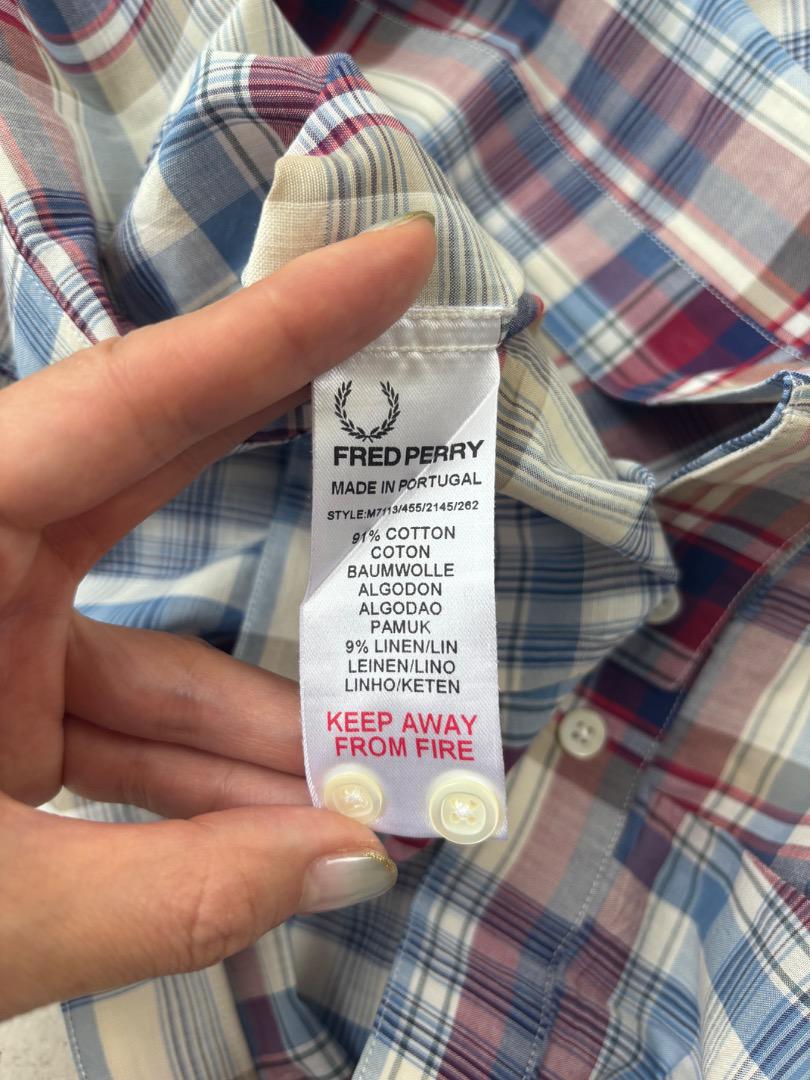 FRED PERRY
MADE IN PORTUGAL
STYLE:M7113/455/2145/262
91% COTTON
COTON
BAUMWOLLE
ALGODON
ALGODAO
PAMUK
9% LINEN/LIN
LEINEN/LINO
LINHO/KETEN
KEEP AWAY
FROM FIRE